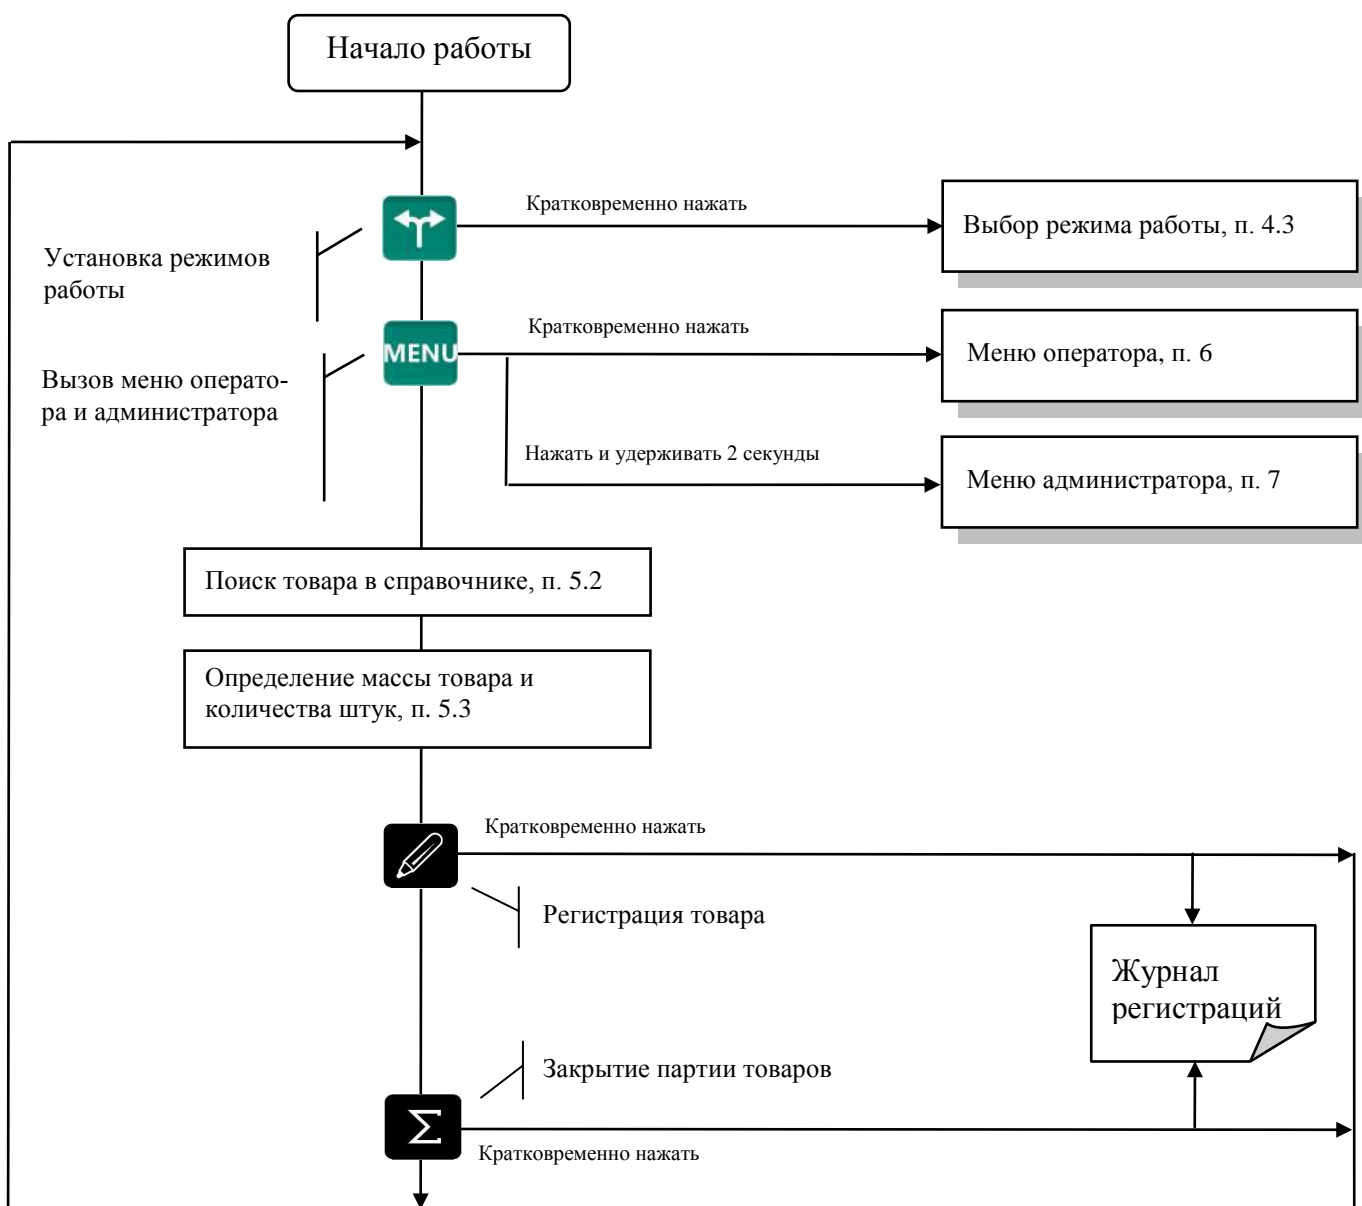 Начало работы
Кратковременно нажать
Выбор режима работы, п. 4.3
Установка режимов
работы
Кратковременно нажать
MENU
Меню оператора, п. 6
Вызов меню операто-
ра и администратора
Нажать и удерживать 2 секунды
Меню администратора, п. 7
Поиск товара в справочнике, п. 5.2
Определение массы товара и
количества штук, п. 5.3
Кратковременно нажать
Регистрация товара
Журнал
регистраций
Закрытие партии товаров
Σ
Кратковременно нажать